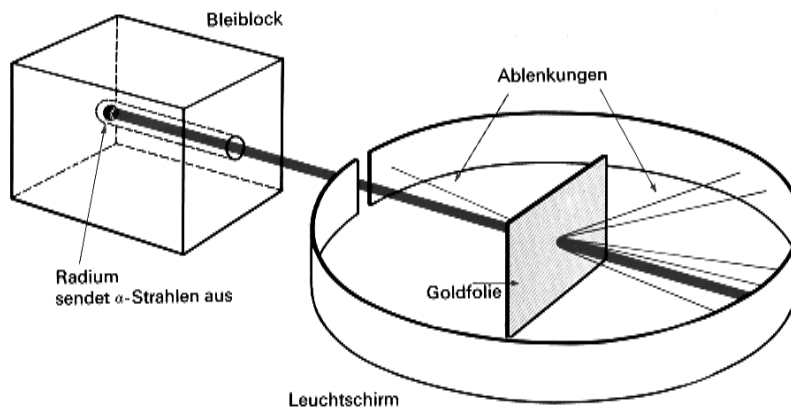 Bleiblock
Ablenkungen
Radium
sendet α-Strahlen aus
Goldfolie
Leuchtschirm